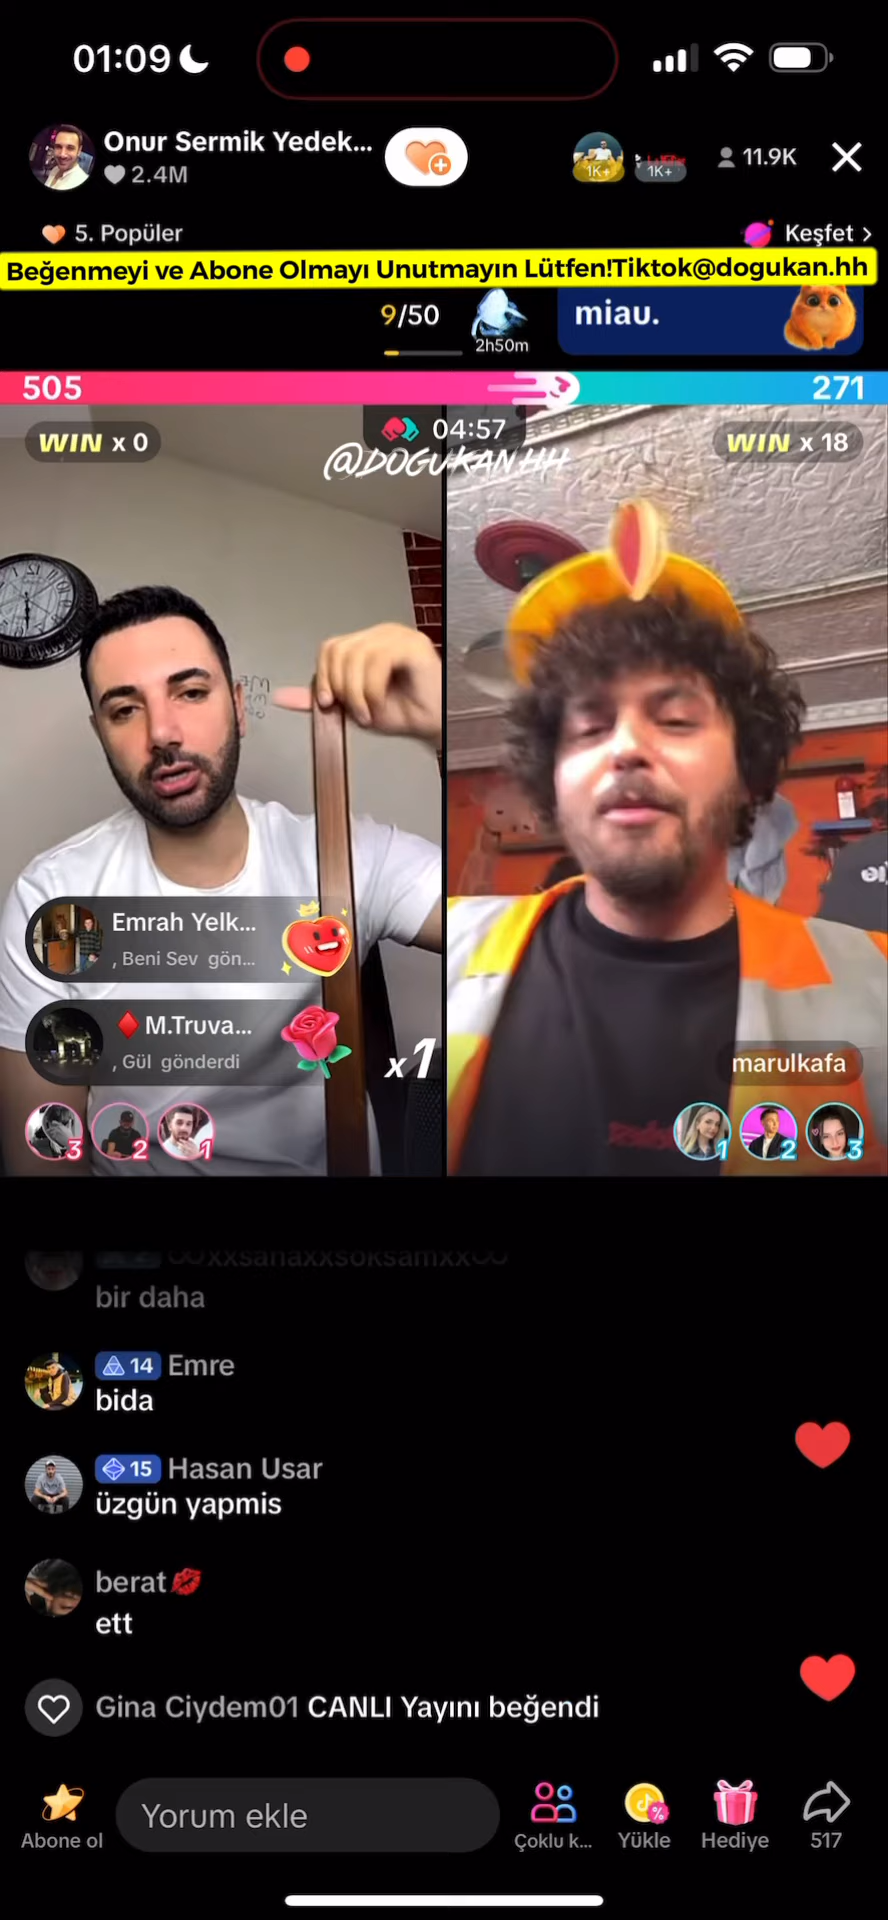 01:09
Onur Sermik Yedek...
2.4M
1K+
1K+
11.9K
5. Popüler
Keşfet >
Beğenmeyi ve Abone Olmayı Unutmayın Lütfen!Tiktok@dogukan.hh
9/50
2h50m
miau.
505
271
WIN x 0
04:57
WIN x 18
@DOGUKAN.HH
Emrah Yelk...
, Beni Sev gön...
M.Truva...
, Gül gönderdi
x1
marulkafa
3
2
1
1
2
3
bir daha
14 Emre
bida
15 Hasan Usar
üzgün yapmis
berat
ett
Gina Ciydem01 CANLI Yayını beğendi
Abone ol
Yorum ekle
Çoklu k...
Yükle
Hediye
517